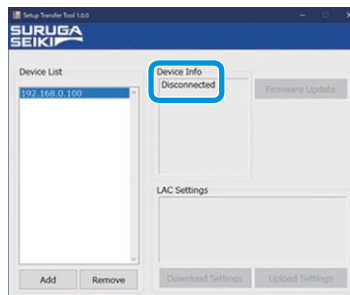 Setup Transfer Tool 1.0.0
SURUGA
SEIKI
Device List
192.168.0.100
Add
Remove
Device Info
Disconnected
Firmware Update
LAC Settings
Download Settings
Upload Settings